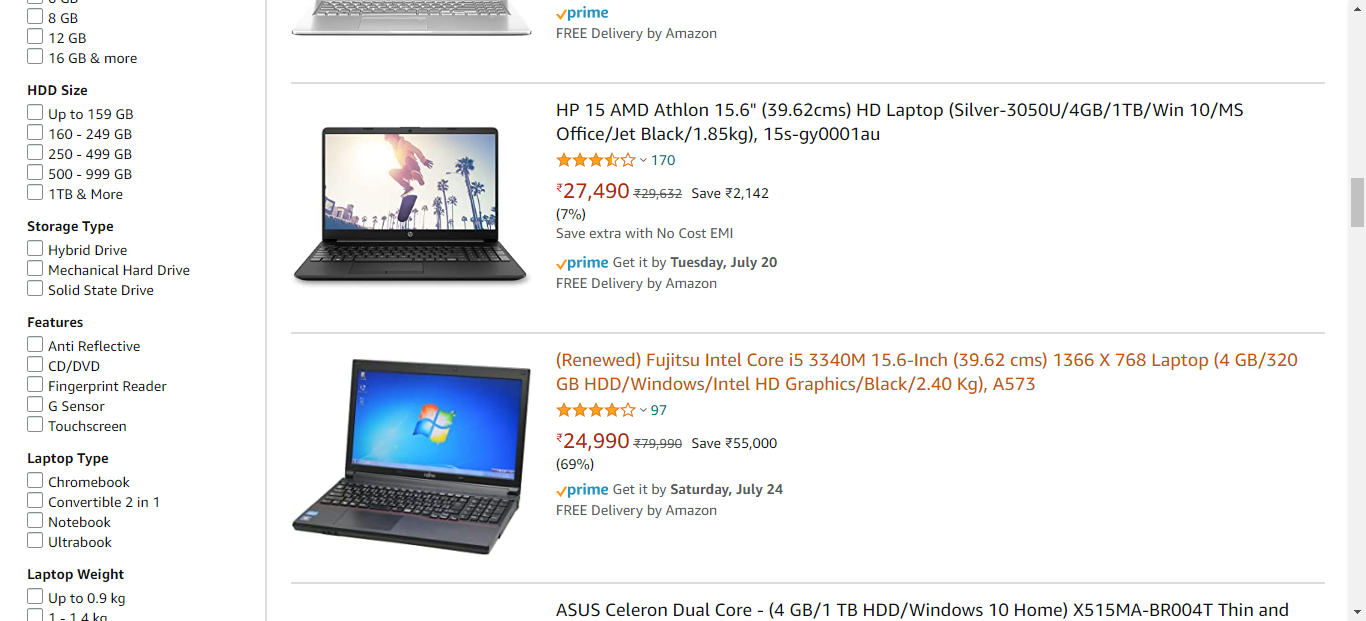 6 GB
8 GB
12 GB
16 GB & more
HDD Size
Up to 159 GB
160 - 249 GB
250 - 499 GB
500 - 999 GB
1TB & More
Storage Type
Hybrid Drive
Mechanical Hard Drive
Solid State Drive
Features
Anti Reflective
CD/DVD
Fingerprint Reader
G Sensor
Touchscreen
Laptop Type
Chromebook
Convertible 2 in 1
Notebook
Ultrabook
Laptop Weight
Up to 0.9 kg
1 - 1.4 kg
prime
FREE Delivery by Amazon
HP 15 AMD Athlon 15.6" (39.62cms) HD Laptop (Silver-3050U/4GB/1TB/Win 10/MS
Office/Jet Black/1.85kg), 15s-gy0001au
170
₹27,490 ₹29,632 Save ₹2,142
(7%)
Save extra with No Cost EMI
prime Get it by Tuesday, July 20
FREE Delivery by Amazon
(Renewed) Fujitsu Intel Core i5 3340M 15.6-Inch (39.62 cms) 1366 X 768 Laptop (4 GB/320
GB HDD/Windows/Intel HD Graphics/Black/2.40 Kg), A573
97
₹24,990 ₹79,990 Save ₹55,000
(69%)
prime Get it by Saturday, July 24
FREE Delivery by Amazon
ASUS Celeron Dual Core - (4 GB/1 TB HDD/Windows 10 Home) X515MA-BR004T Thin and